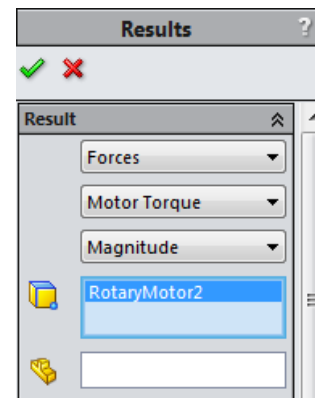 Results ?
Result
Forces
Motor Torque
Magnitude
RotaryMotor2